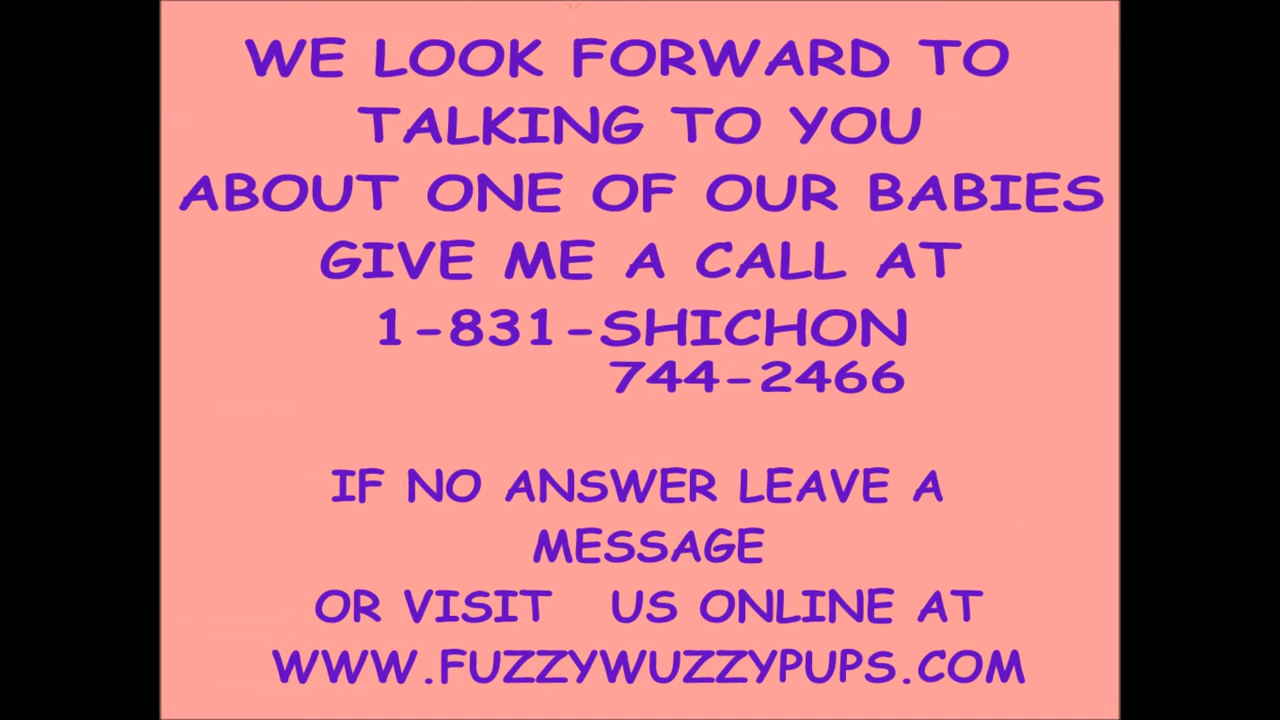 WE LOOK FORWARD TO
TALKING TO YOU
ABOUT ONE OF OUR BABIES
GIVE ME A CALL AT
1-831-SHICHON
744-2466
IF NO ANSWER LEAVE A
MESSAGE
OR VISIT US ONLINE AT
WWW.FUZZYWUZZYPUPS.COM